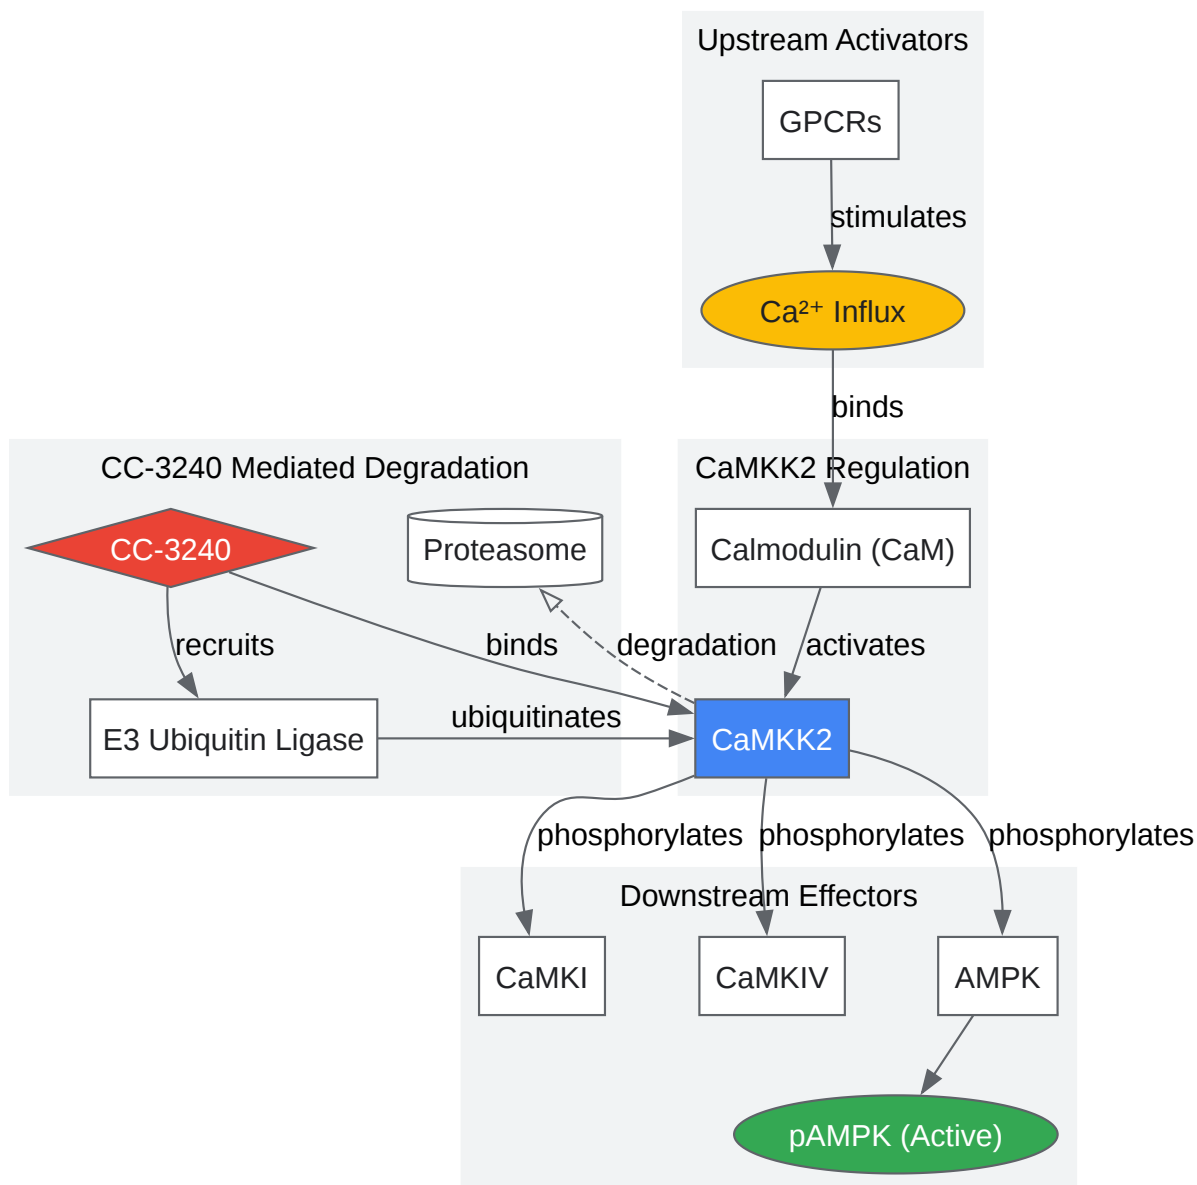 Upstream Activators
GPCRs
stimulates
Ca²⁺ Influx
binds
CC-3240 Mediated Degradation
CaMKK2 Regulation
CC-3240
Proteasome
Calmodulin (CaM)
recruits
binds
degradation
activates
ubiquitinates
E3 Ubiquitin Ligase
CaMKK2
phosphorylates
phosphorylates
phosphorylates
Downstream Effectors
CaMKI
CaMKIV
AMPK
pAMPK (Active)